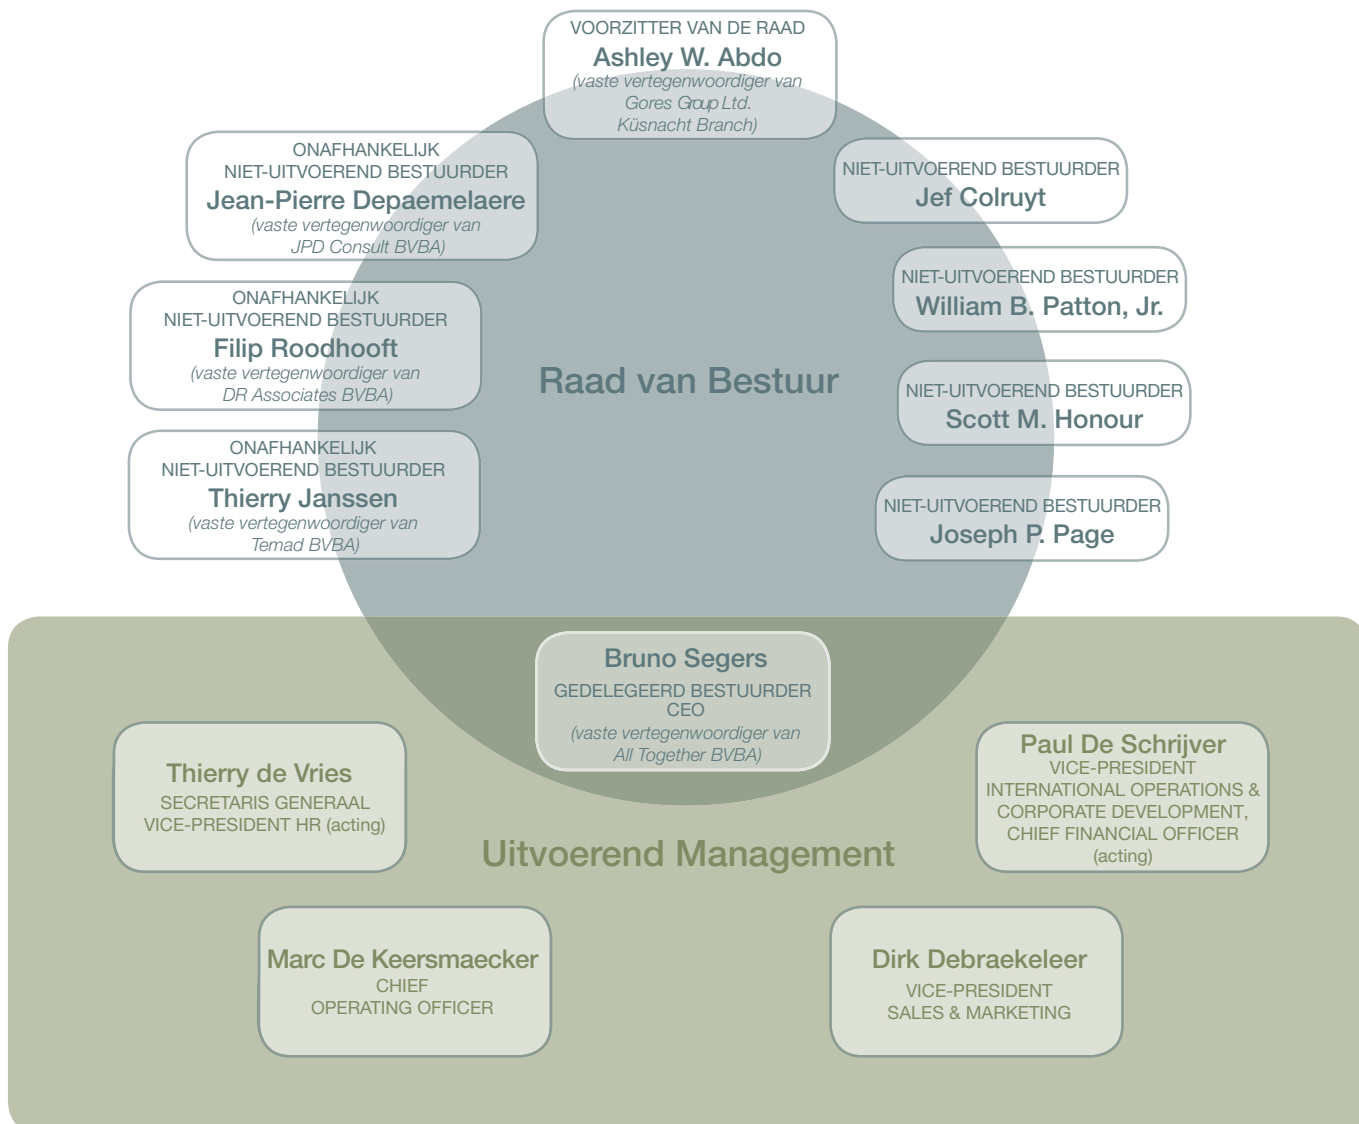 VOORZITTER VAN DE RAAD
Ashley W. Abdo
(vaste vertegenwoordiger van
Gores Group Ltd.
Küsnacht Branch)
ONAFHANKELIJK
NIET-UITVOEREND BESTUURDER
Jean-Pierre Depaemelaere
(vaste vertegenwoordiger van
JPD Consult BVBA)
NIET-UITVOEREND BESTUURDER
Jef Colruyt
ONAFHANKELIJK
NIET-UITVOEREND BESTUURDER
Filip Roodhooft
(vaste vertegenwoordiger van
DR Associates BVBA)
NIET-UITVOEREND BESTUURDER
William B. Patton, Jr.
Raad van Bestuur
NIET-UITVOEREND BESTUURDER
Scott M. Honour
ONAFHANKELIJK
NIET-UITVOEREND BESTUURDER
Thierry Janssen
(vaste vertegenwoordiger van
Temad BVBA)
NIET-UITVOEREND BESTUURDER
Joseph P. Page
Bruno Segers
GEDELEGEERD BESTUURDER
CEO
(vaste vertegenwoordiger van
All Together BVBA)
Thierry de Vries
SECRETARIS GENERAAL
VICE-PRESIDENT HR (acting)
Paul De Schrijver
VICE-PRESIDENT
INTERNATIONAL OPERATIONS &
CORPORATE DEVELOPMENT,
CHIEF FINANCIAL OFFICER
(acting)
Uitvoerend Management
Marc De Keersmaecker
CHIEF
OPERATING OFFICER
Dirk Debraekeleer
VICE-PRESIDENT
SALES & MARKETING